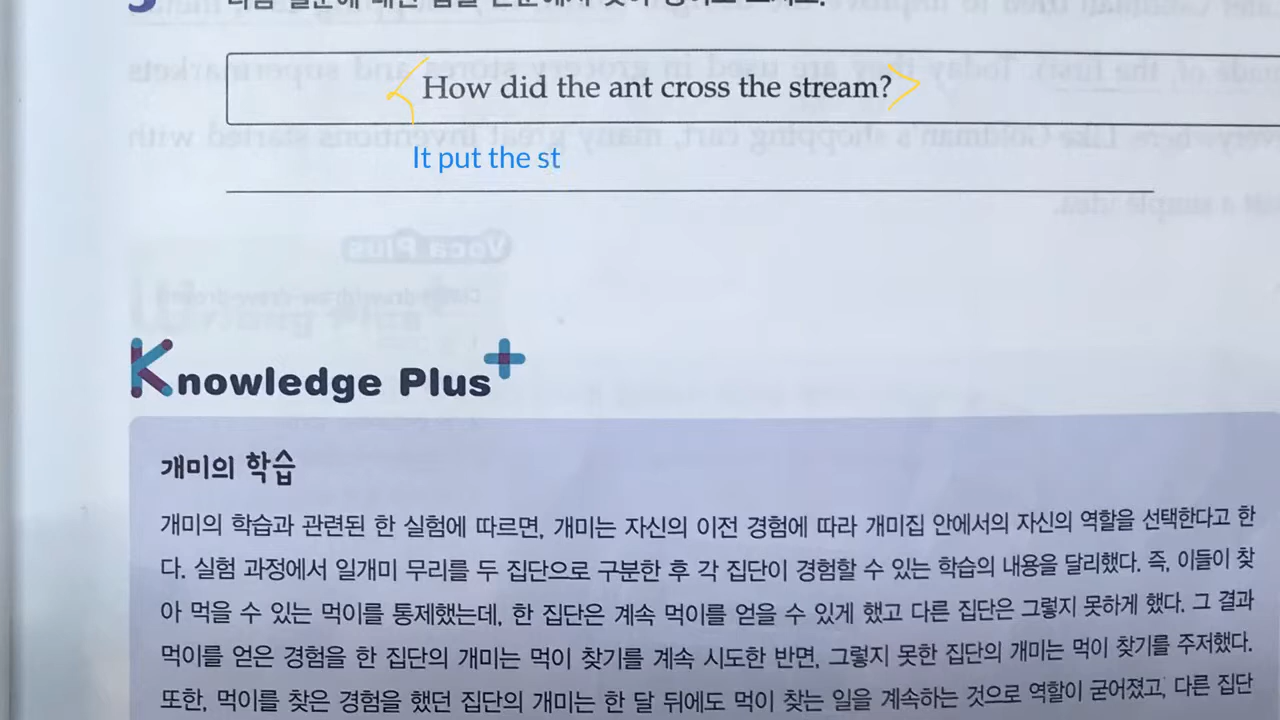 How did the ant cross the stream?
It put the st
Knowledge Plus+
개미의 학습
개미의 학습과 관련된 한 실험에 따르면, 개미는 자신의 이전 경험에 따라 개미집 안에서의 자신의 역할을 선택한다고 한
다. 실험 과정에서 일개미 무리를 두 집단으로 구분한 후 각 집단이 경험할 수 있는 학습의 내용을 달리했다. 즉, 이들이 찾
아 먹을 수 있는 먹이를 통제했는데, 한 집단은 계속 먹이를 얻을 수 있게 했고 다른 집단은 그렇지 못하게 했다. 그 결과
먹이를 얻은 경험을 한 집단의 개미는 먹이 찾기를 계속 시도한 반면, 그렇지 못한 집단의 개미는 먹이 찾기를 주저했다.
또한, 먹이를 찾은 경험을 했던 집단의 개미는 한 달 뒤에도 먹이 찾는 일을 계속하는 것으로 역할이 굳어졌고, 다른 집단